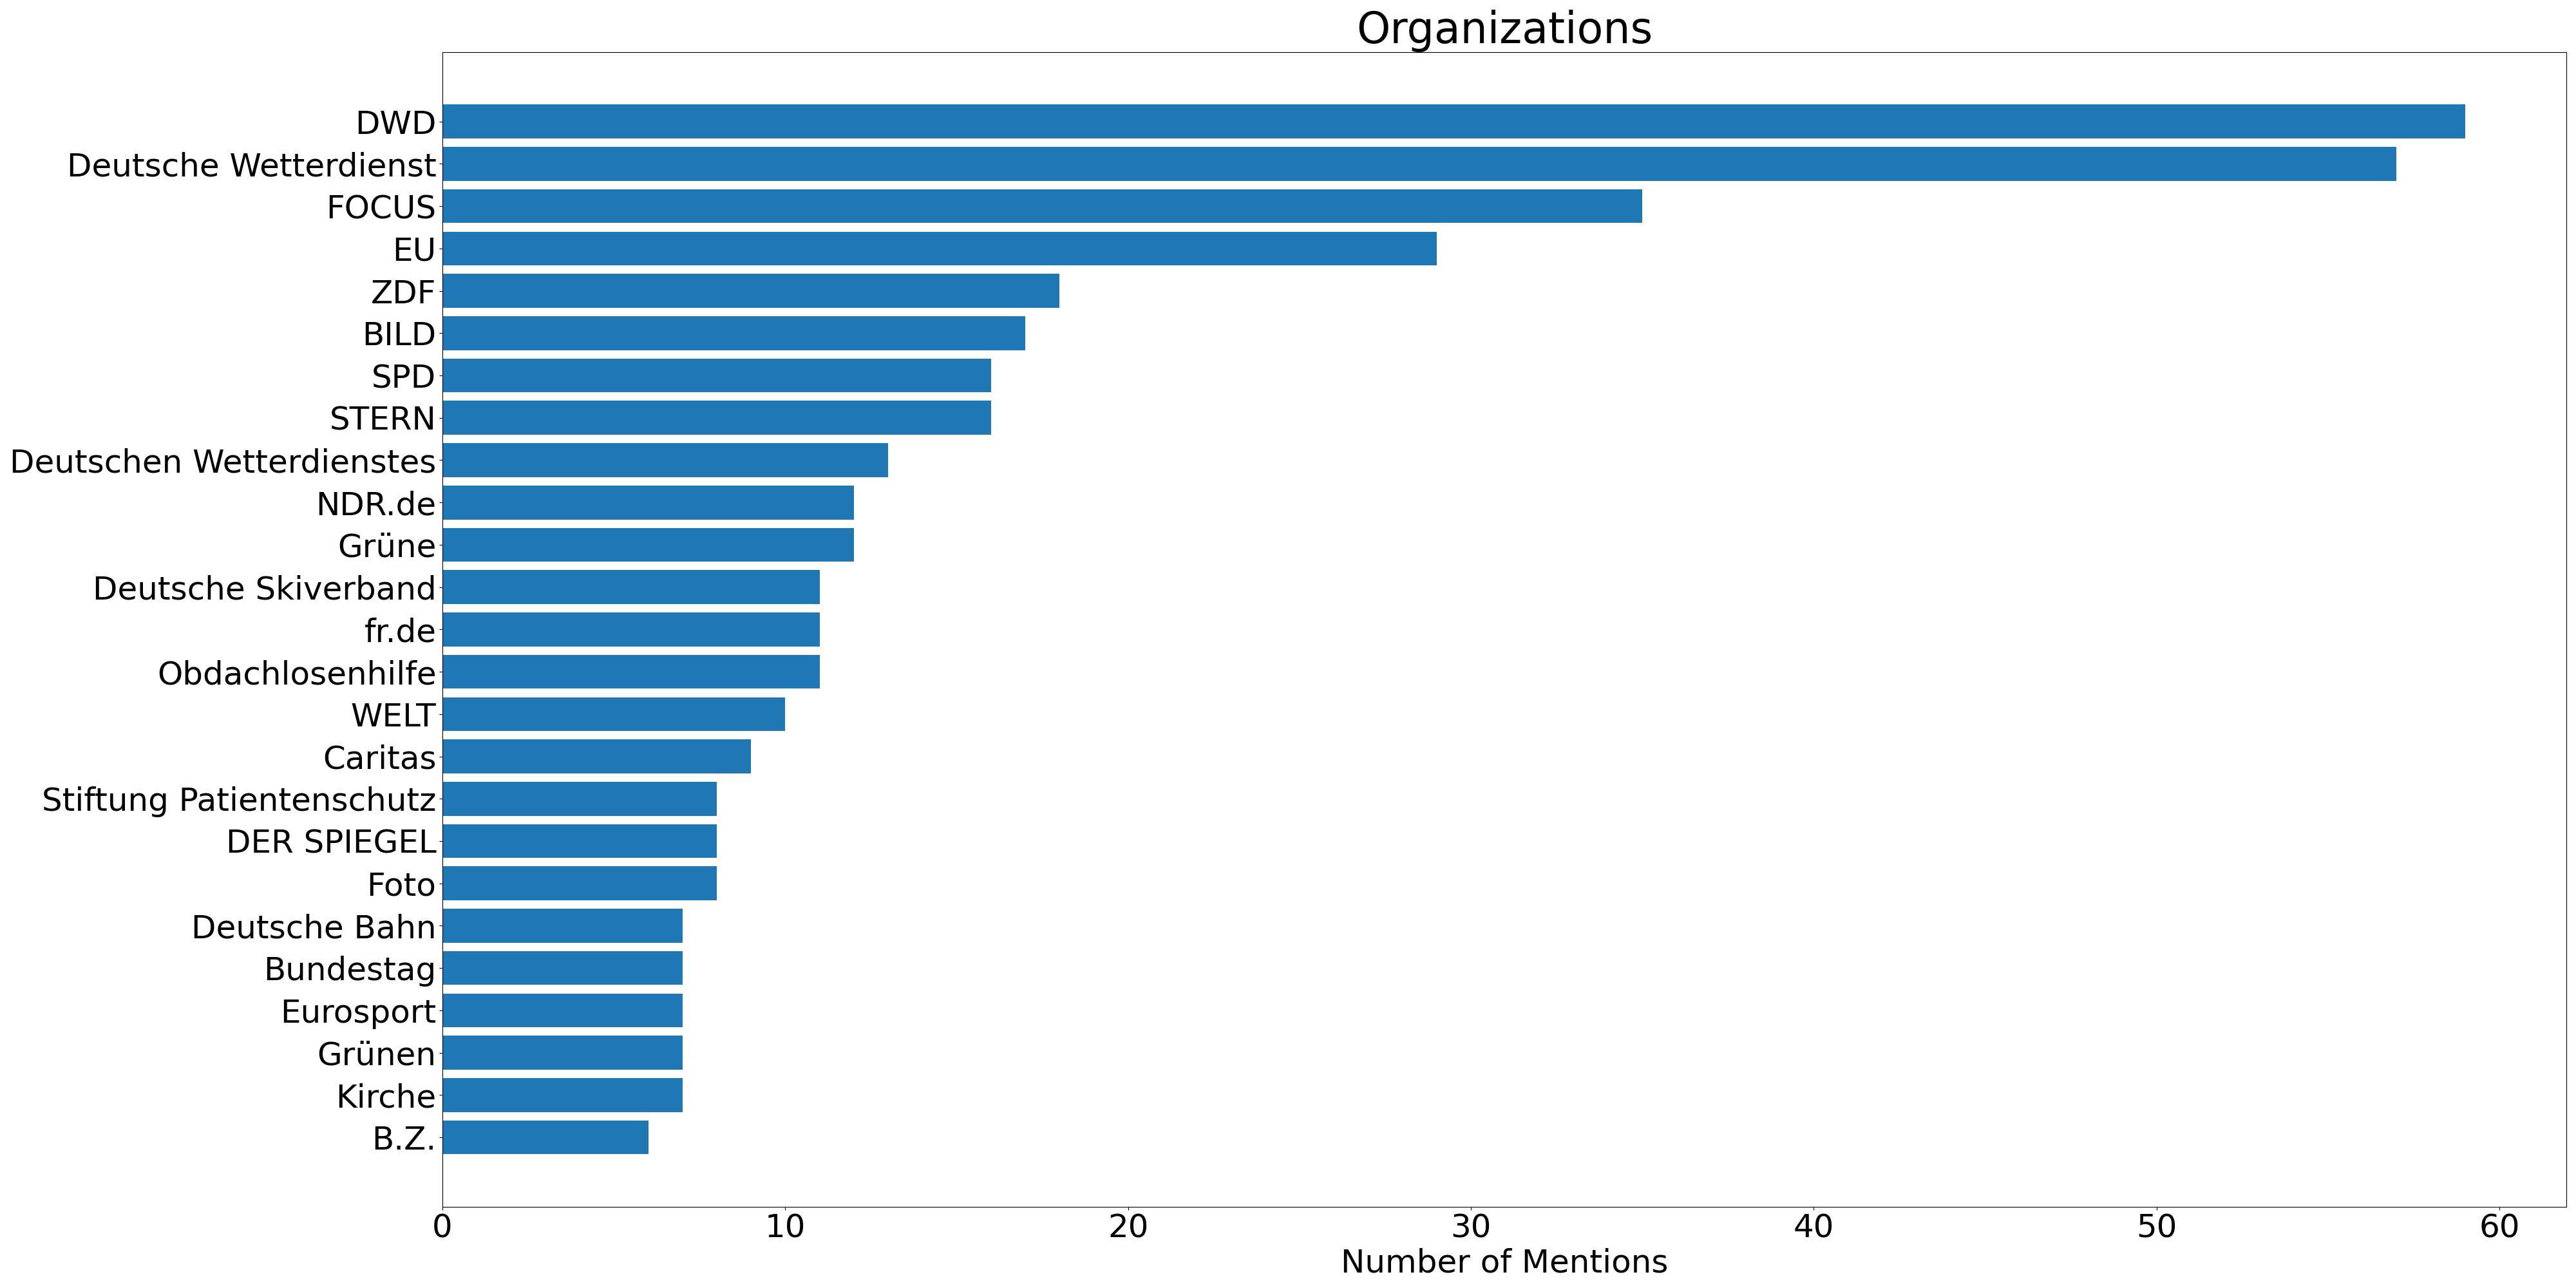 Organizations
DWD
Deutsche Wetterdienst
FOCUS
EU
ZDF
BILD
SPD
STERN
Deutschen Wetterdienstes
NDR.de
Grüne
Deutsche Skiverband
fr.de
Obdachlosenhilfe
WELT
Caritas
Stiftung Patientenschutz
DER SPIEGEL
Foto
Deutsche Bahn
Bundestag
Eurosport
Grünen
Kirche
B.Z.
0 10 20 30 40 50 60
Number of Mentions